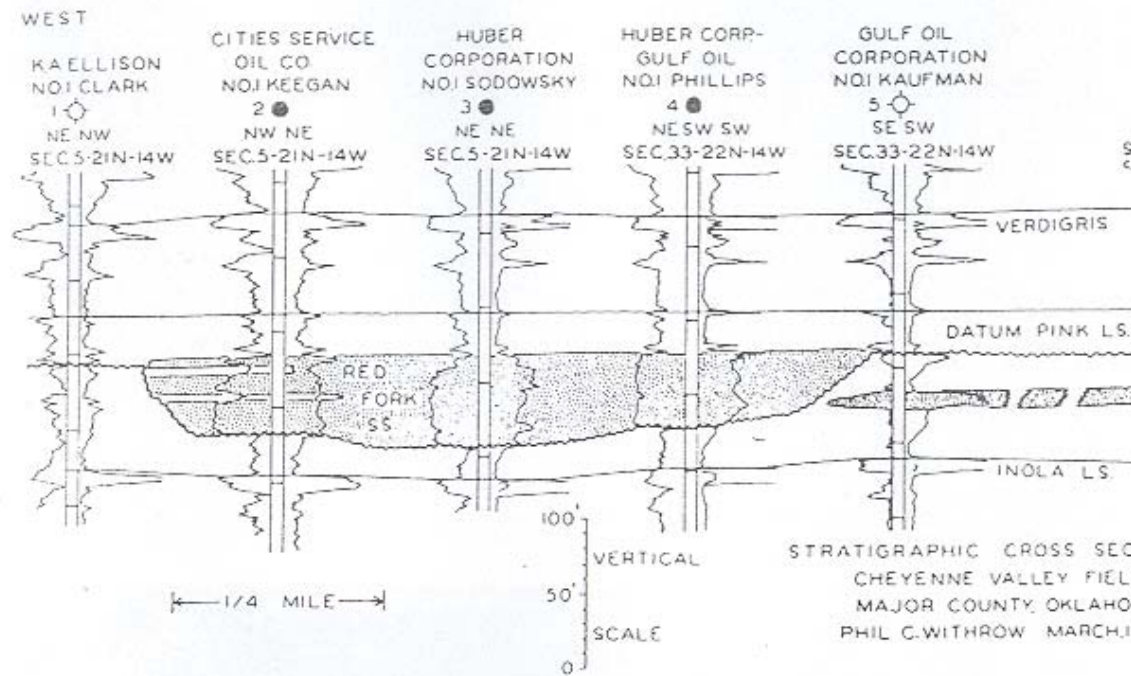 WEST
K.A. ELLISON
NO.1 CLARK
1
NE NW
SEC.5-21N-14W
CITIES SERVICE
OIL CO.
NO.1 KEEGAN
2
NW NE
SEC.5-21N-14W
HUBER
CORPORATION
NO.1 SODOWSKY
3
NE NE
SEC.5-21N-14W
HUBER CORP.-
GULF OIL
NO.1 PHILLIPS
4
NE SW SW
SEC.33-22N-14W
GULF OIL
CORPORATION
NO.1 KAUFMAN
5
SE SW
SEC.33-22N-14W
S
VERDIGRIS
DATUM PINK LS.
RED
FORK
SS
INOLA LS.
100'
VERTICAL
50'
SCALE
0
1/4 MILE
STRATIGRAPHIC CROSS SEC
CHEYENNE VALLEY FIEL
MAJOR COUNTY, OKLAHO
PHIL C. WITHROW MARCH, 1